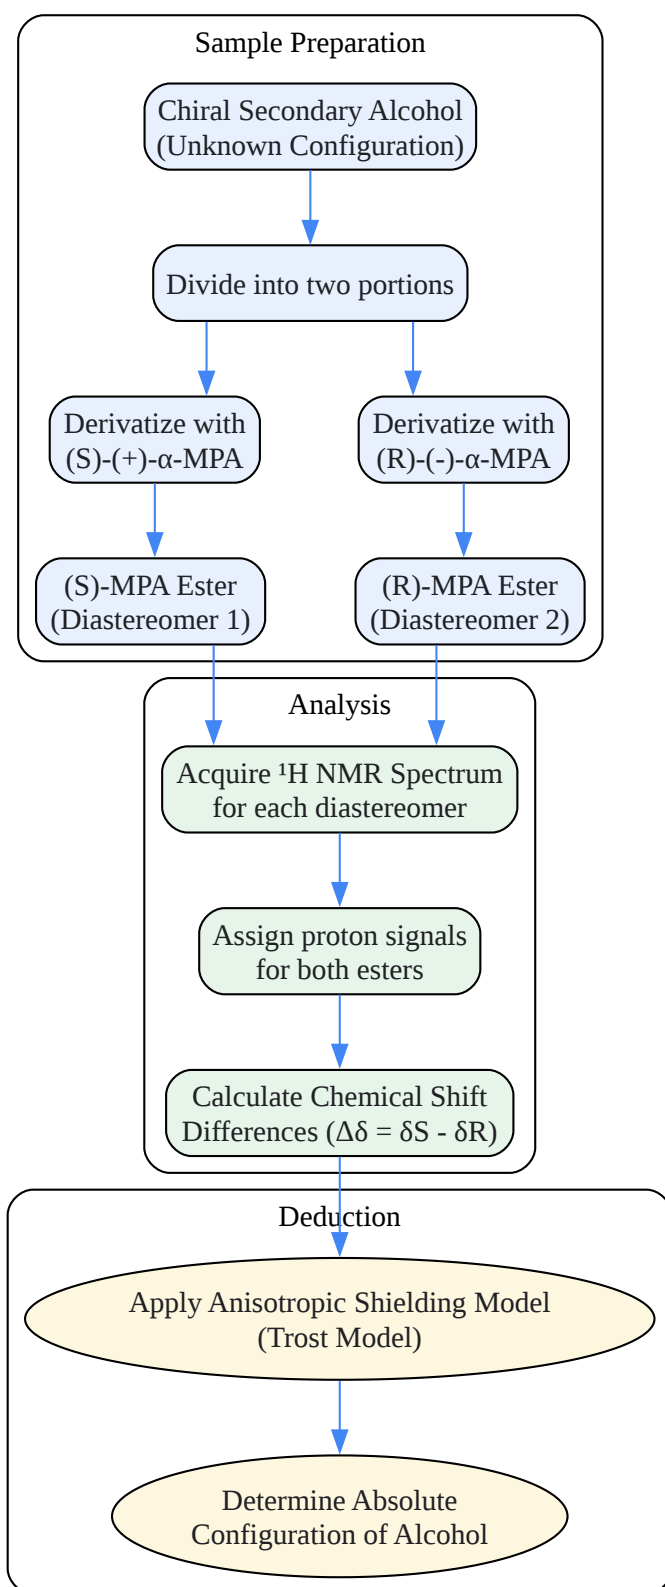 Sample Preparation
Chiral Secondary Alcohol
(Unknown Configuration)
Divide into two portions
Derivatize with
(S)-(+)-α-MPA
Derivatize with
(R)-(-)-α-MPA
(S)-MPA Ester
(Diastereomer 1)
(R)-MPA Ester
(Diastereomer 2)
Analysis
Acquire ¹H NMR Spectrum
for each diastereomer
Assign proton signals
for both esters
Calculate Chemical Shift
Differences (Δδ = δS - δR)
Deduction
Apply Anisotropic Shielding Model
(Trost Model)
Determine Absolute
Configuration of Alcohol